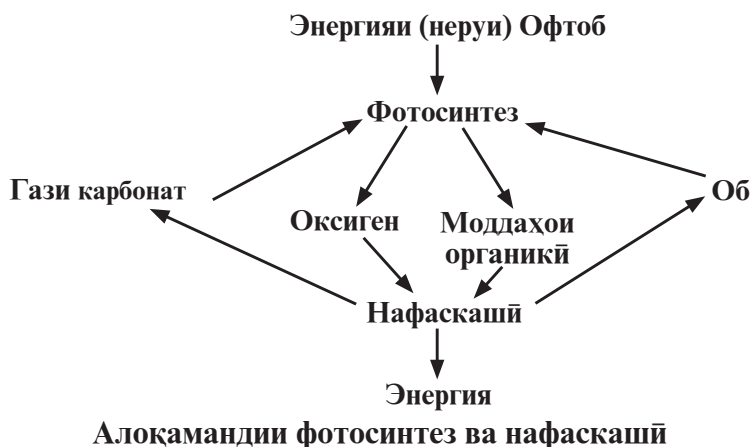 Энергияи (неруи) Офтоб
Фотосинтез
Гази карбонат
Об
Оксиген
Моддаҳои
органикӣ
Нафаскашӣ
Энергия
Алоқамандии фотосинтез ва нафаскашӣ